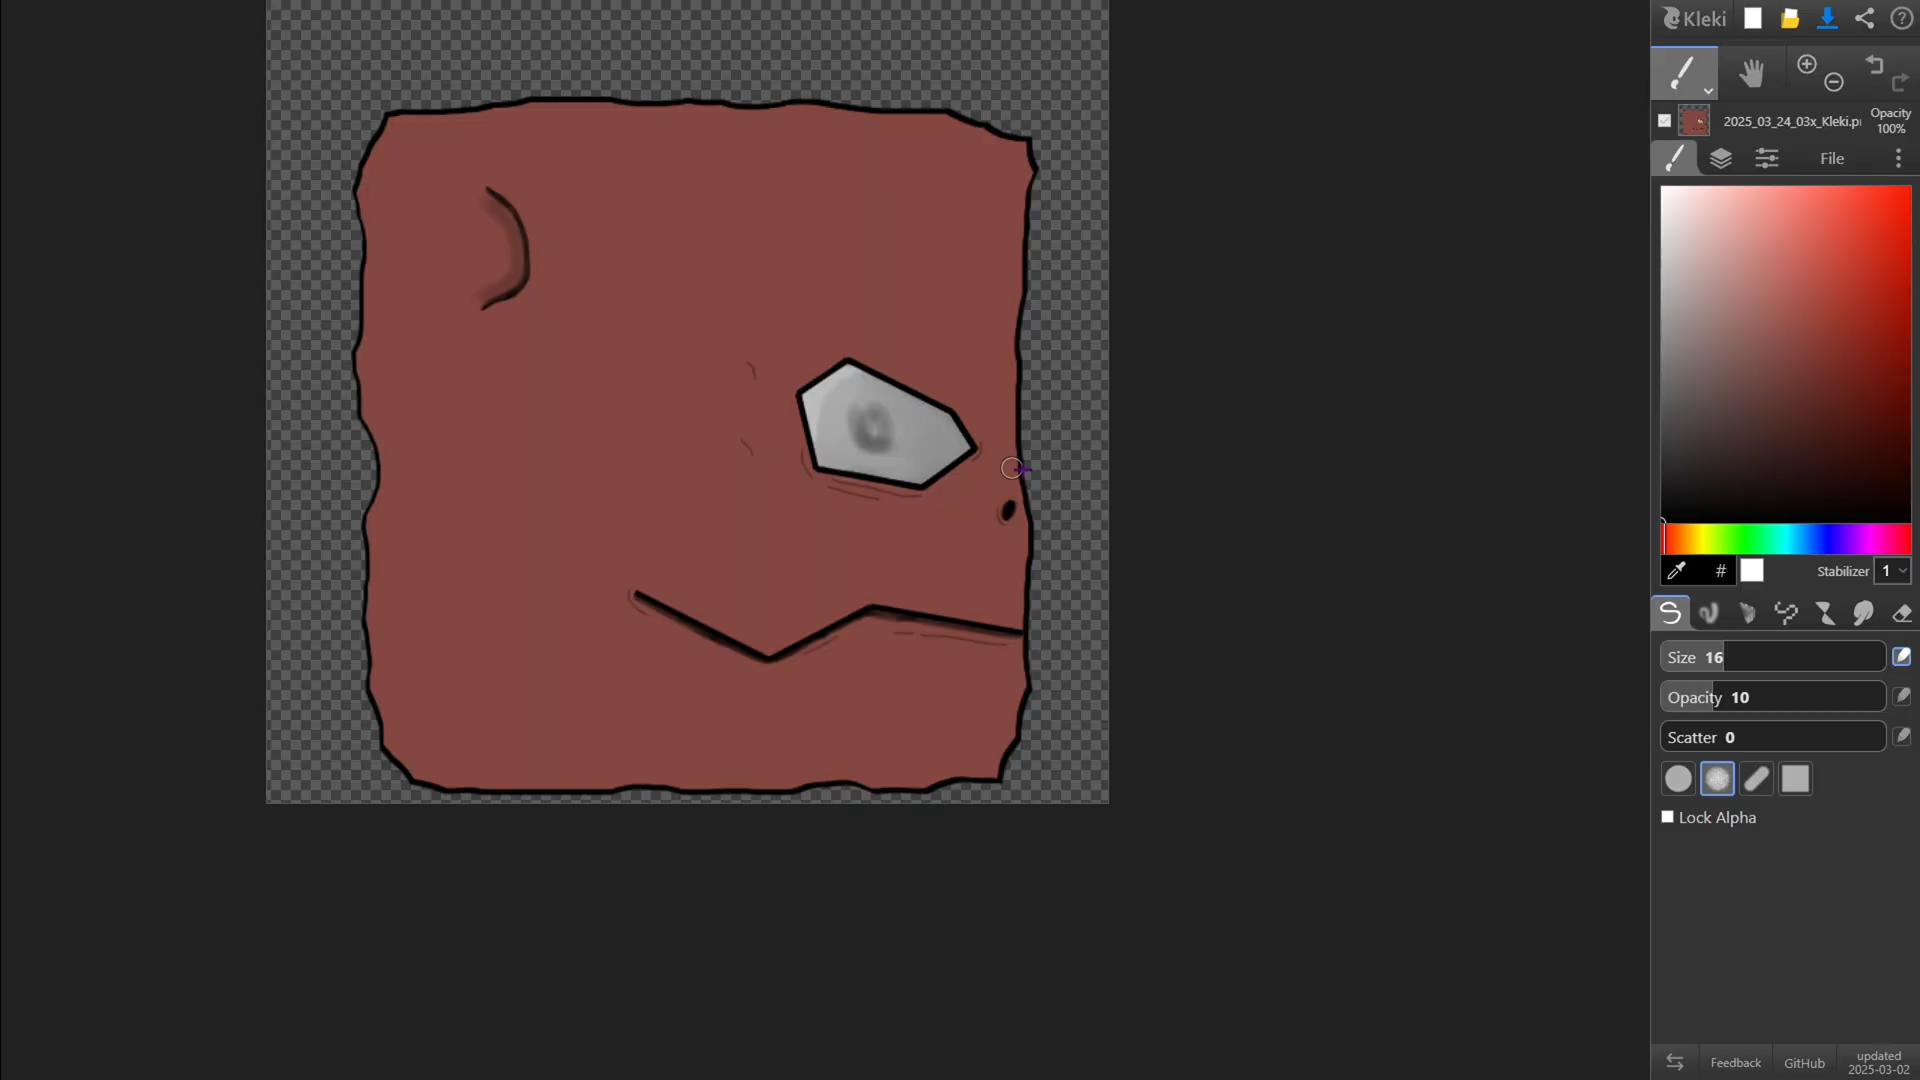 Kleki
2025_03_24_03x_Kleki.p
Opacity
100%
File
#
Stabilizer 1
Size 16
Opacity 10
Scatter 0
Lock Alpha
Feedback
GitHub
updated
2025-03-02